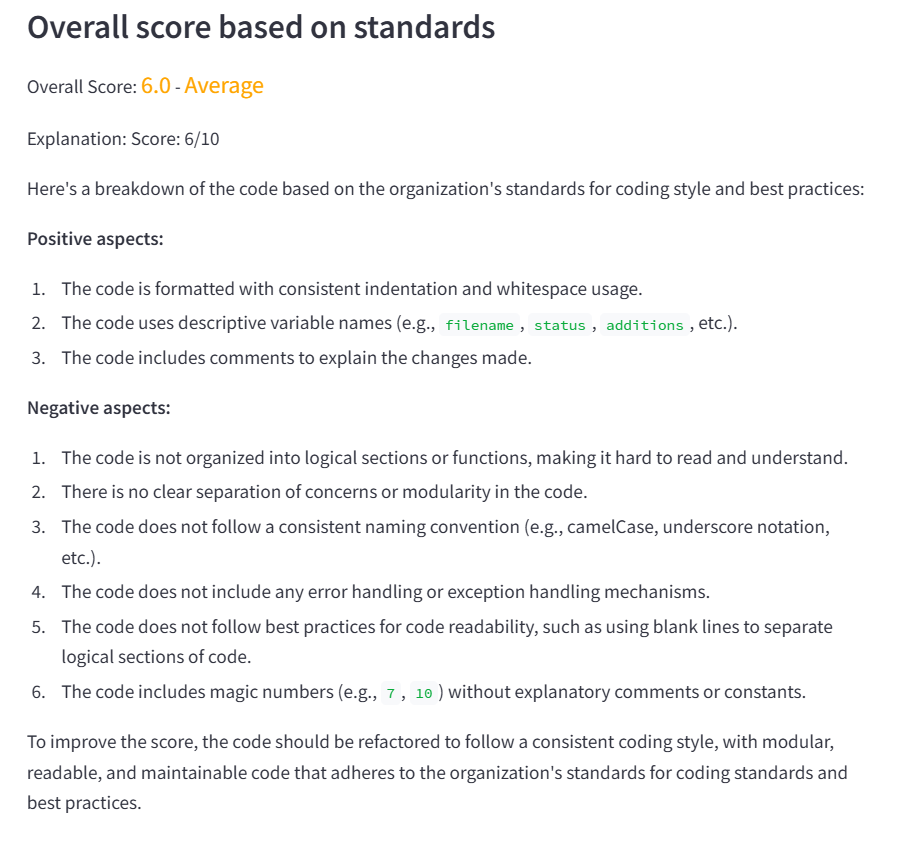 Overall score based on standards
Overall Score: 6.0 - Average
Explanation: Score: 6/10
Here's a breakdown of the code based on the organization's standards for coding style and best practices:
Positive aspects:
1. The code is formatted with consistent indentation and whitespace usage.
2. The code uses descriptive variable names (e.g., filename , status , additions , etc.).
3. The code includes comments to explain the changes made.
Negative aspects:
1. The code is not organized into logical sections or functions, making it hard to read and understand.
2. There is no clear separation of concerns or modularity in the code.
3. The code does not follow a consistent naming convention (e.g., camelCase, underscore notation,
etc.).
4. The code does not include any error handling or exception handling mechanisms.
5. The code does not follow best practices for code readability, such as using blank lines to separate
logical sections of code.
6. The code includes magic numbers (e.g., 7 , 10 ) without explanatory comments or constants.
To improve the score, the code should be refactored to follow a consistent coding style, with modular,
readable, and maintainable code that adheres to the organization's standards for coding standards and
best practices.